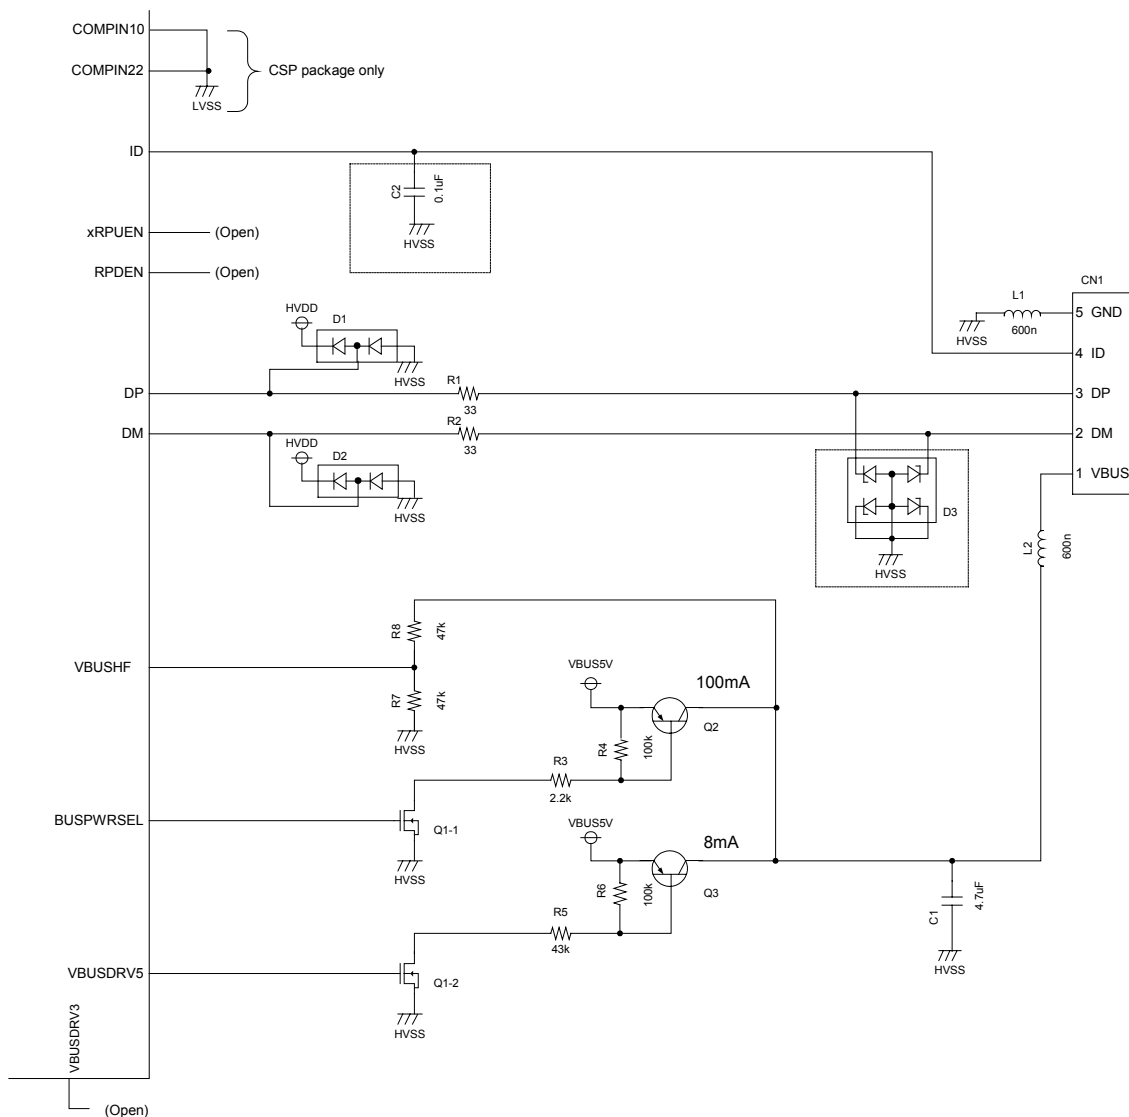 COMPIN10
COMPIN22
CSP package only
LVSS
ID
C2
0.1uF
HVSS
xRPUEN
(Open)
RPDEN
(Open)
CN1
L1
600n
HVSS
5 GND
4 ID
3 DP
2 DM
1 VBUS
HVDD
D1
HVSS
DP
R1
33
DM
R2
33
HVDD
D2
HVSS
D3
HVSS
L2
600n
R8
47k
VBUSHF
R7
47k
HVSS
VBUS5V
100mA
Q2
R4
100k
R3
2.2k
BUSPWRSEL
Q1-1
HVSS
VBUS5V
8mA
Q3
R6
100k
R5
43k
C1
4.7uF
HVSS
VBUSDRV5
Q1-2
HVSS
VBUSDRV3
(Open)